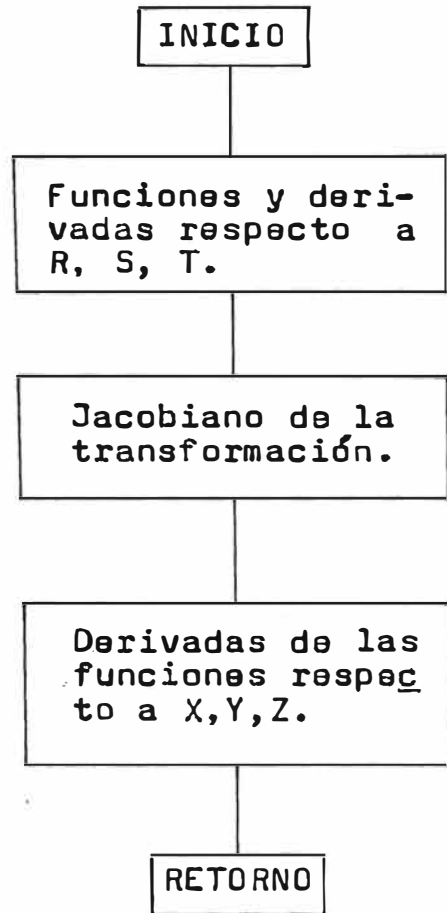 INICIO
Funciones y deri-
vadas respecto a
R, S, T.
Jacobiano de la
transformación.
Derivadas de las
funciones respec
to a X,Y,Z.
RETORNO